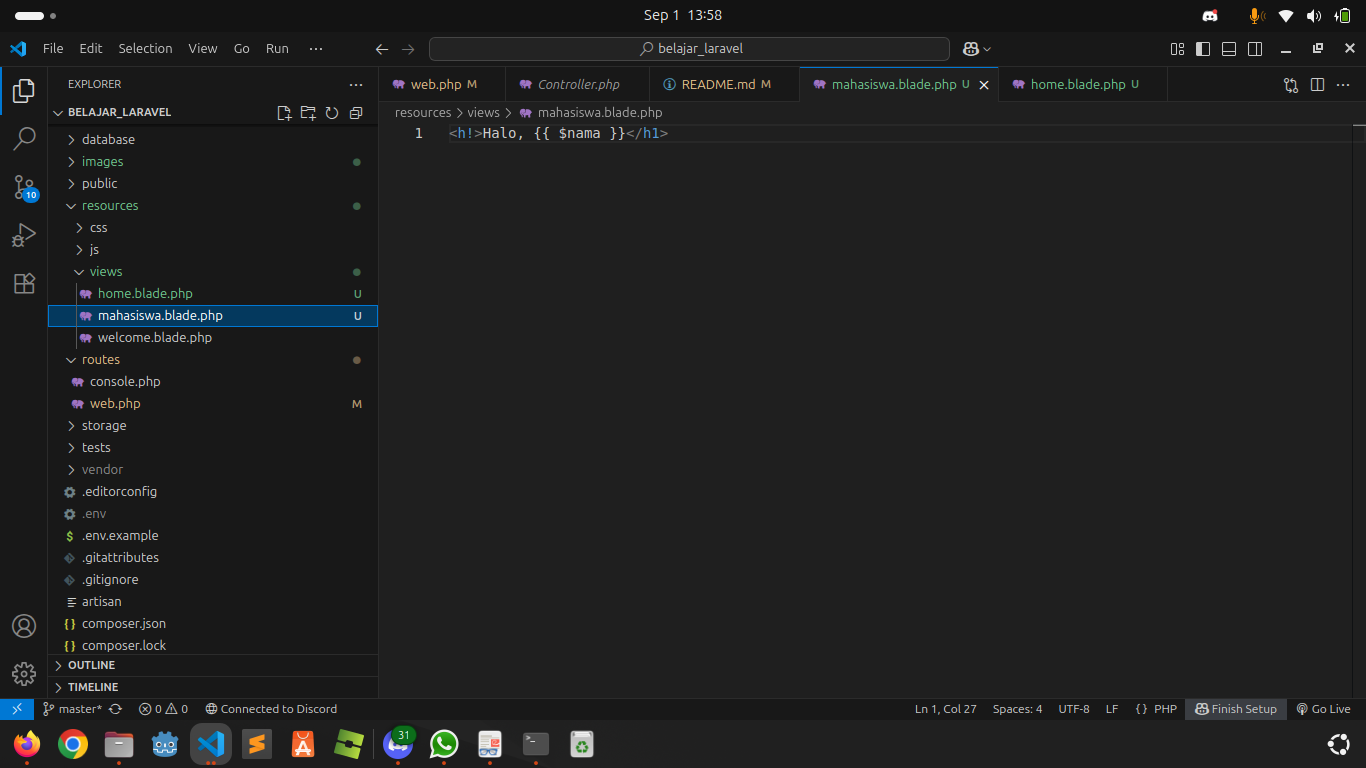 Sep 1 13:58
File Edit Selection View Go Run ··· belajar_laravel
EXPLORER ···
BELAJAR_LARAVEL
database
images
public
resources
css
js
views
home.blade.php U
mahasiswa.blade.php U
welcome.blade.php
routes
console.php
web.php M
storage
tests
vendor
.editorconfig
.env
$ .env.example
.gitattributes
.gitignore
artisan
{} composer.json
{} composer.lock
OUTLINE
TIMELINE
10
web.php M Controller.php README.md M mahasiswa.blade.php U home.blade.php U
resources > views > mahasiswa.blade.php
1 <h!>Halo, {{ $nama }}</h1>
master* 0 0 Connected to Discord Ln 1, Col 27 Spaces: 4 UTF-8 LF {} PHP Finish Setup Go Live
31